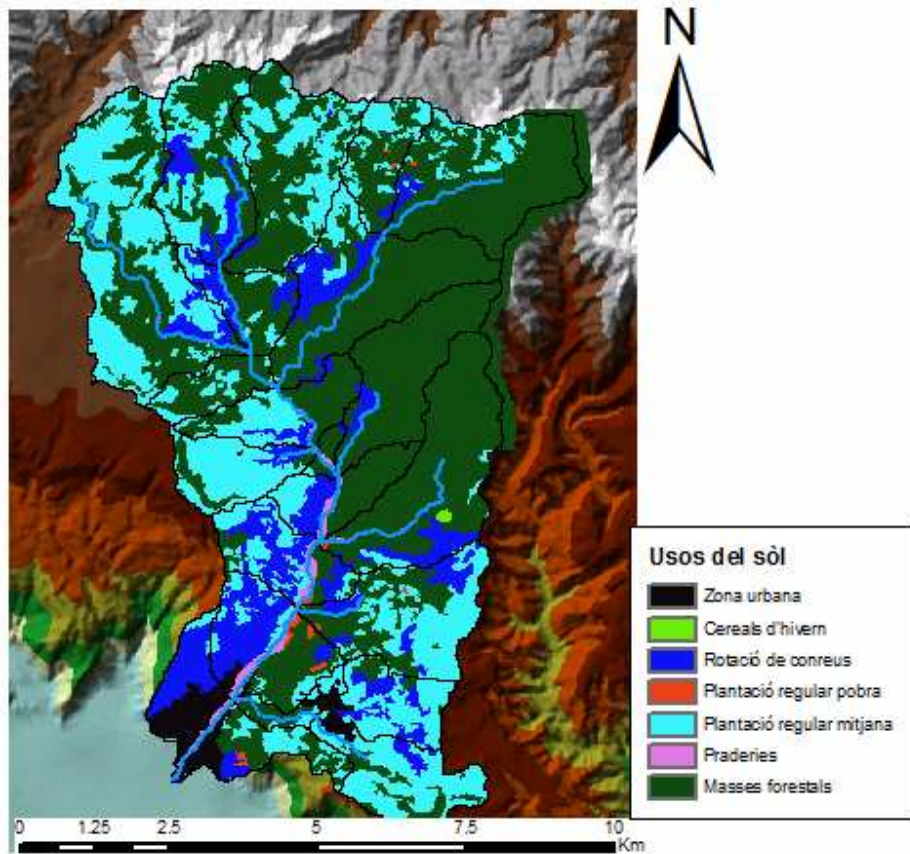 N
Usos del sòl
Zona urbana
Cereals d'hivern
Rotació de conreus
Plantació regular pobra
Plantació regular mitjana
Praderies
Masses forestals
0 1.25 2.5 5 7.5 10
Km